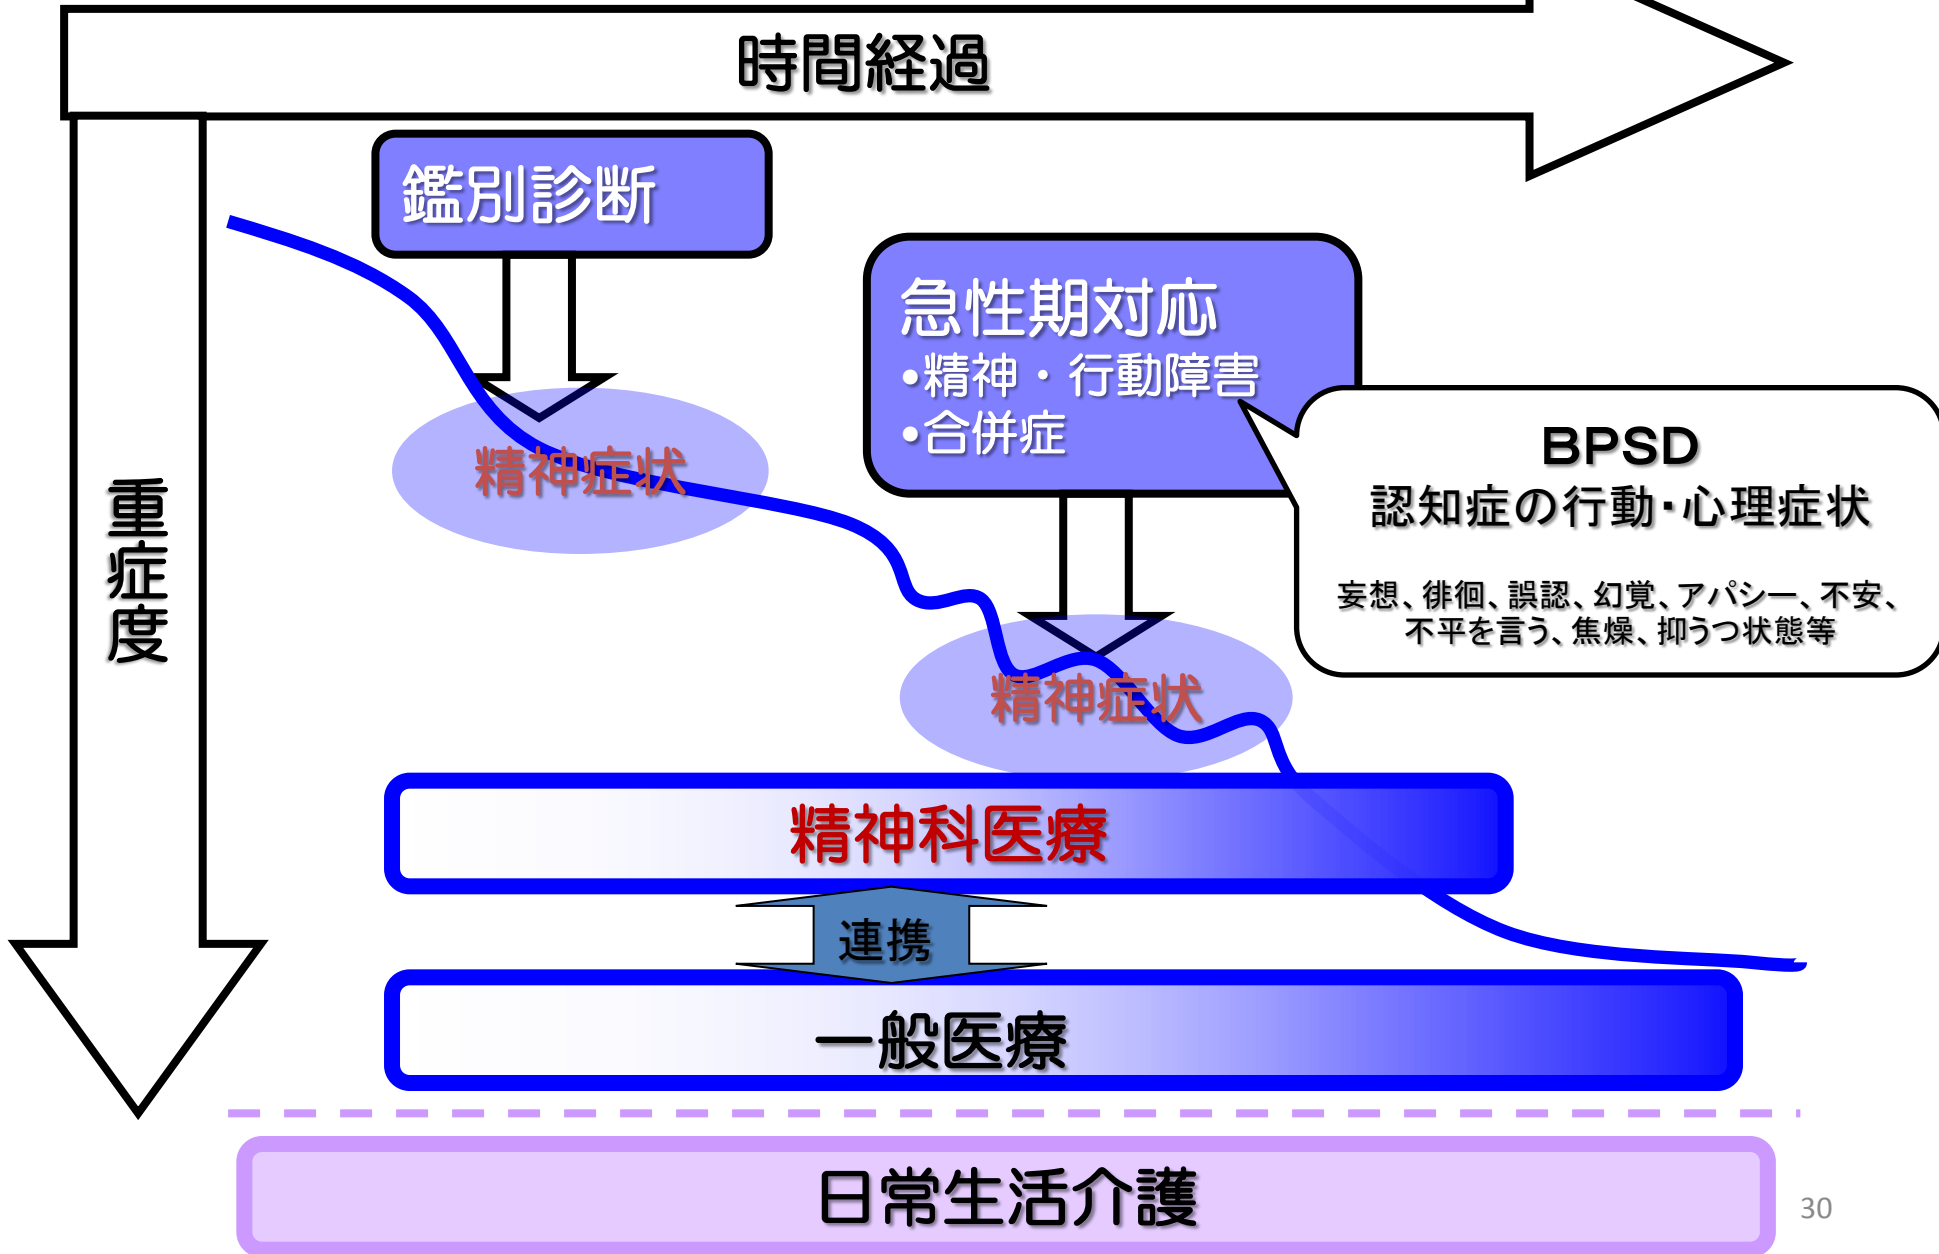 時間経過
鑑別診断
急性期対応
•精神・行動障害
•合併症
BPSD
認知症の行動・心理症状
妄想、徘徊、誤認、幻覚、アパシー、不安、
不平を言う、焦燥、抑うつ状態等
重症度
精神症状
精神症状
精神科医療
連携
一般医療
日常生活介護
30